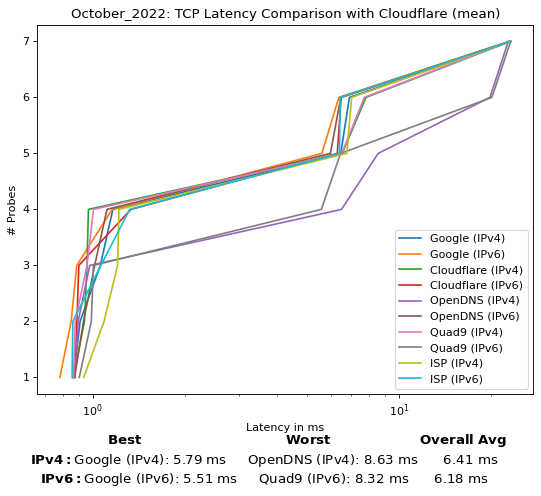 October_2022: TCP Latency Comparison with Cloudflare (mean)
7
6
5
4
3
2
1
# Probes
Google (IPv4)
Google (IPv6)
Cloudflare (IPv4)
Cloudflare (IPv6)
OpenDNS (IPv4)
OpenDNS (IPv6)
Quad9 (IPv4)
Quad9 (IPv6)
ISP (IPv4)
ISP (IPv6)
10⁰ 10¹
Latency in ms
Best Worst Overall Avg
IPv4: Google (IPv4): 5.79 ms OpenDNS (IPv4): 8.63 ms 6.41 ms
IPv6: Google (IPv6): 5.51 ms Quad9 (IPv6): 8.32 ms 6.18 ms